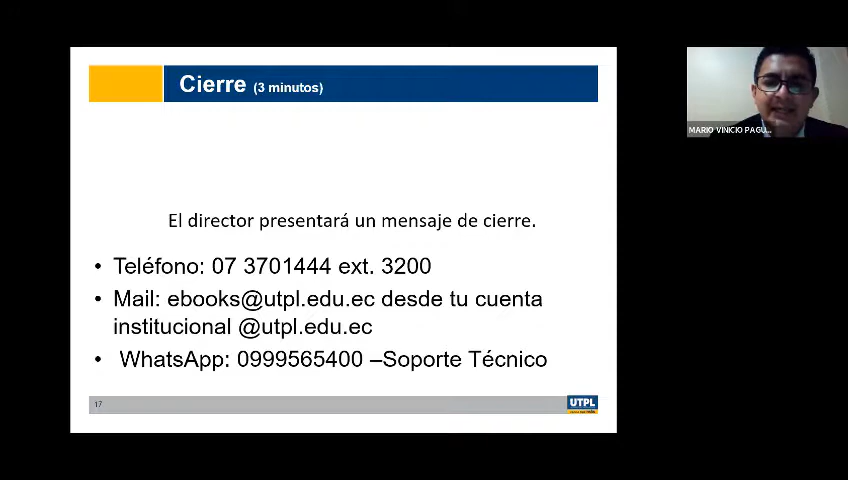 Cierre (3 minutos)
MARIO VINICIO PAGU...
El director presentará un mensaje de cierre.
• Teléfono: 07 3701444 ext. 3200
• Mail: ebooks@utpl.edu.ec desde tu cuenta
institucional @utpl.edu.ec
• WhatsApp: 0999565400 –Soporte Técnico
17
UTPL